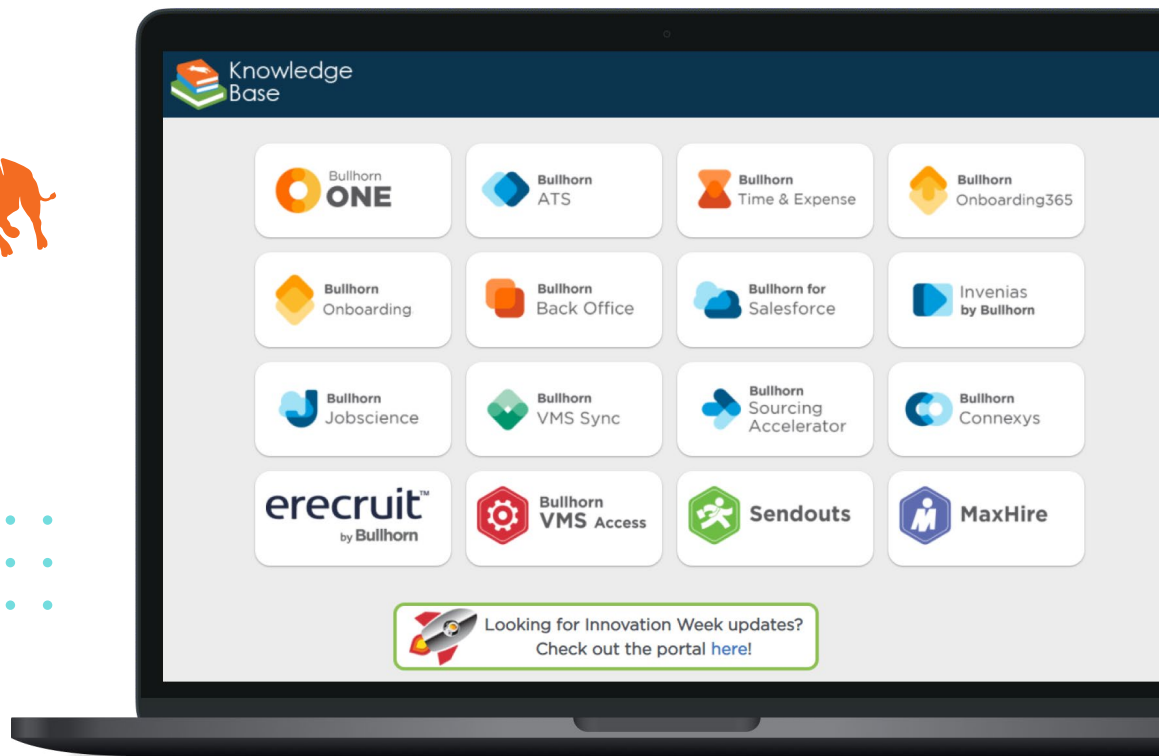 Knowledge
Base
Bullhorn
ONE
Bullhorn
ATS
Bullhorn
Time & Expense
Bullhorn
Onboarding365
Bullhorn
Onboarding
Bullhorn
Back Office
Bullhorn for
Salesforce
Invenias
by Bullhorn
Bullhorn
Jobscience
Bullhorn
VMS Sync
Bullhorn
Sourcing
Accelerator
Bullhorn
Connexys
erecruit™
by Bullhorn
Bullhorn
VMS Access
Sendouts
MaxHire
Looking for Innovation Week updates?
Check out the portal here!